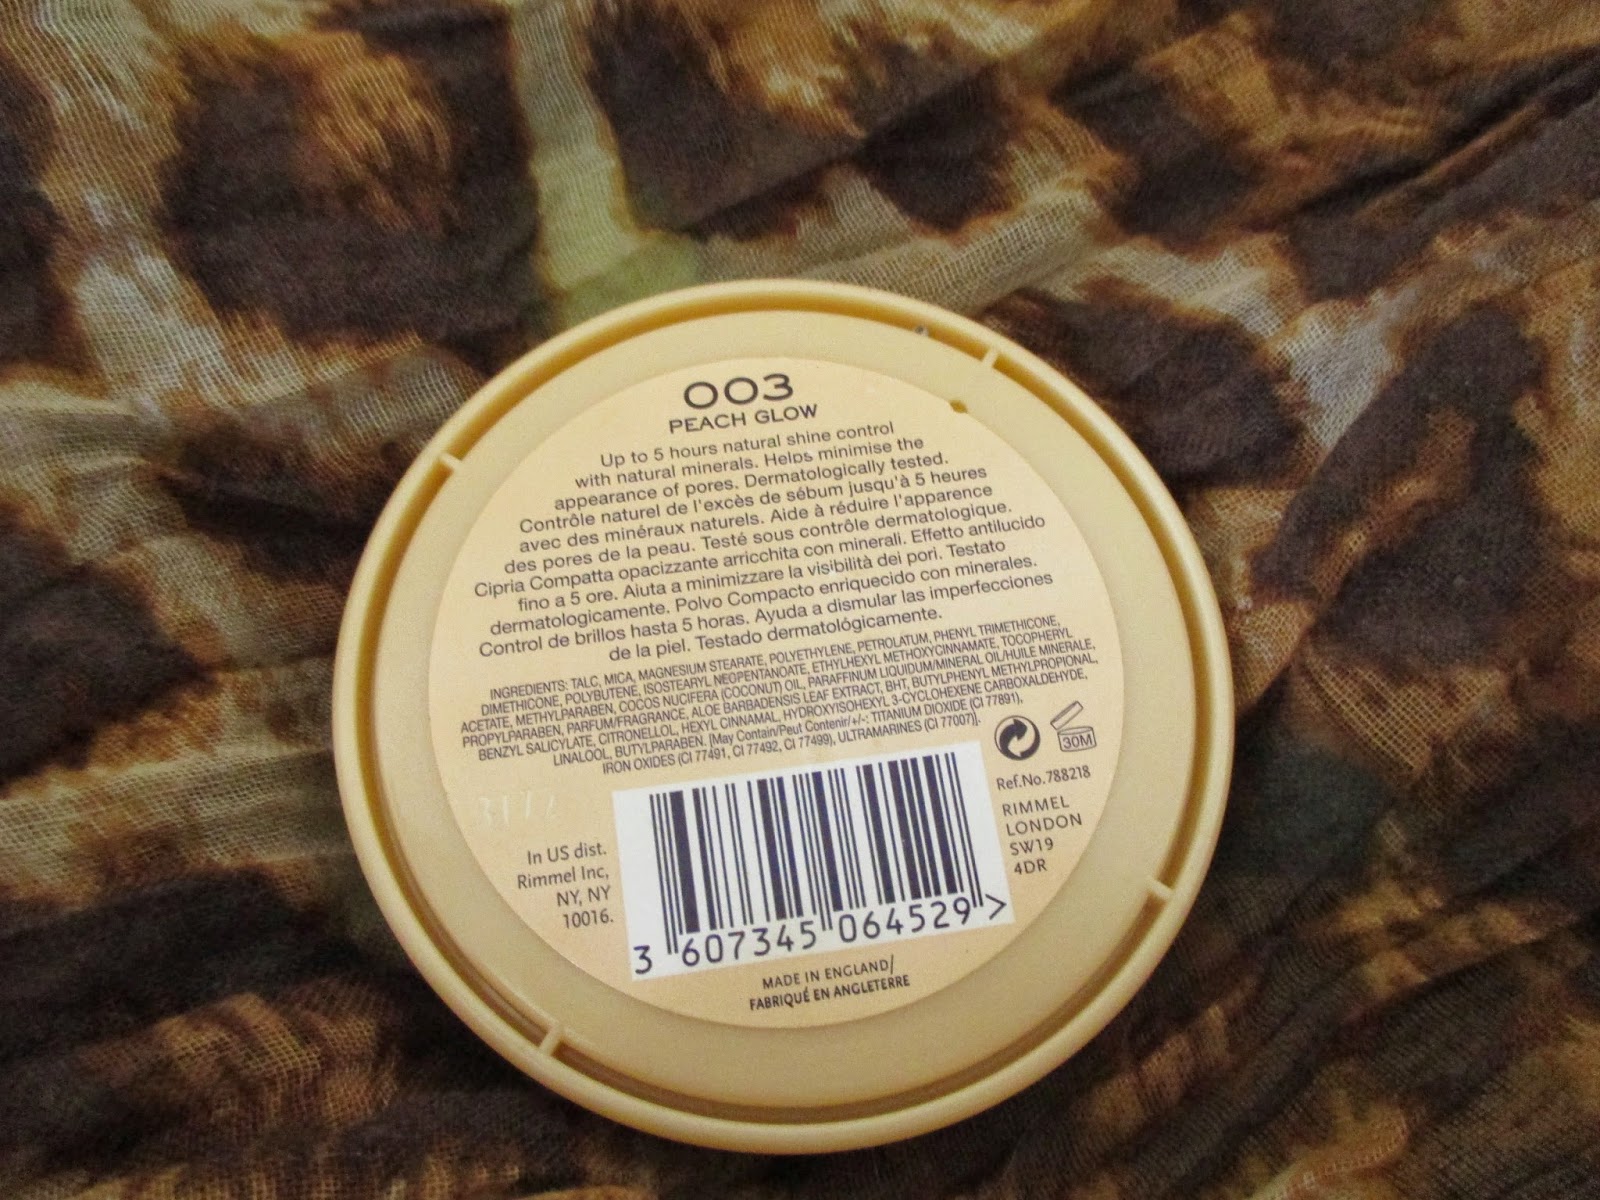 003
PEACH GLOW
Up to 5 hours natural shine control
with natural minerals. Helps minimise the
appearance of pores. Dermatologically tested.
Contrôle naturel de l'excès de sébum jusqu'à 5 heures
avec des minéraux naturels. Aide à réduire l'apparence
des pores de la peau. Testé sous contrôle dermatologique.
Cipria Compatta opacizzante arricchita con minerali. Effetto antilucido
fino a 5 ore. Aiuta a minimizzare la visibilità dei pori. Testato
dermatologicamente. Polvo Compacto enriquecido con minerales.
Control de brillos hasta 5 horas. Ayuda a dismular las imperfecciones
de la piel. Testado dermatológicamente.
INGREDIENTS: TALC, MICA, MAGNESIUM STEARATE, POLYETHYLENE, PETROLATUM, PHENYL TRIMETHICONE,
DIMETHICONE, POLYBUTENE, ISOSTEARYL NEOPENTANOATE, ETHYLHEXYL METHOXYCINNAMATE, TOCOPHERYL
ACETATE, METHYLPARABEN, COCOS NUCIFERA (COCONUT) OIL, PARAFFINUM LIQUIDUM/MINERAL OIL/HUILE MINERALE,
PROPYLPARABEN, PARFUM/FRAGRANCE, ALOE BARBADENSIS LEAF EXTRACT, BHT, BUTYLPHENYL METHYLPROPIONAL,
BENZYL SALICYLATE, CITRONELLOL, HEXYL CINNAMAL, HYDROXYISOHEXYL 3-CYCLOHEXENE CARBOXALDEHYDE,
LINALOOL, BUTYLPARABEN. [May Contain/Peut Contenir/+/-: TITANIUM DIOXIDE (CI 77891),
IRON OXIDES (CI 77491, CI 77492, CI 77499), ULTRAMARINES (CI 77007)].
30M
Ref.No.788218
RIMMEL
LONDON
SW19
4DR
In US dist.
Rimmel Inc,
NY, NY
10016.
3 607345 064529 >
MADE IN ENGLAND/
FABRIQUÉ EN ANGLETERRE